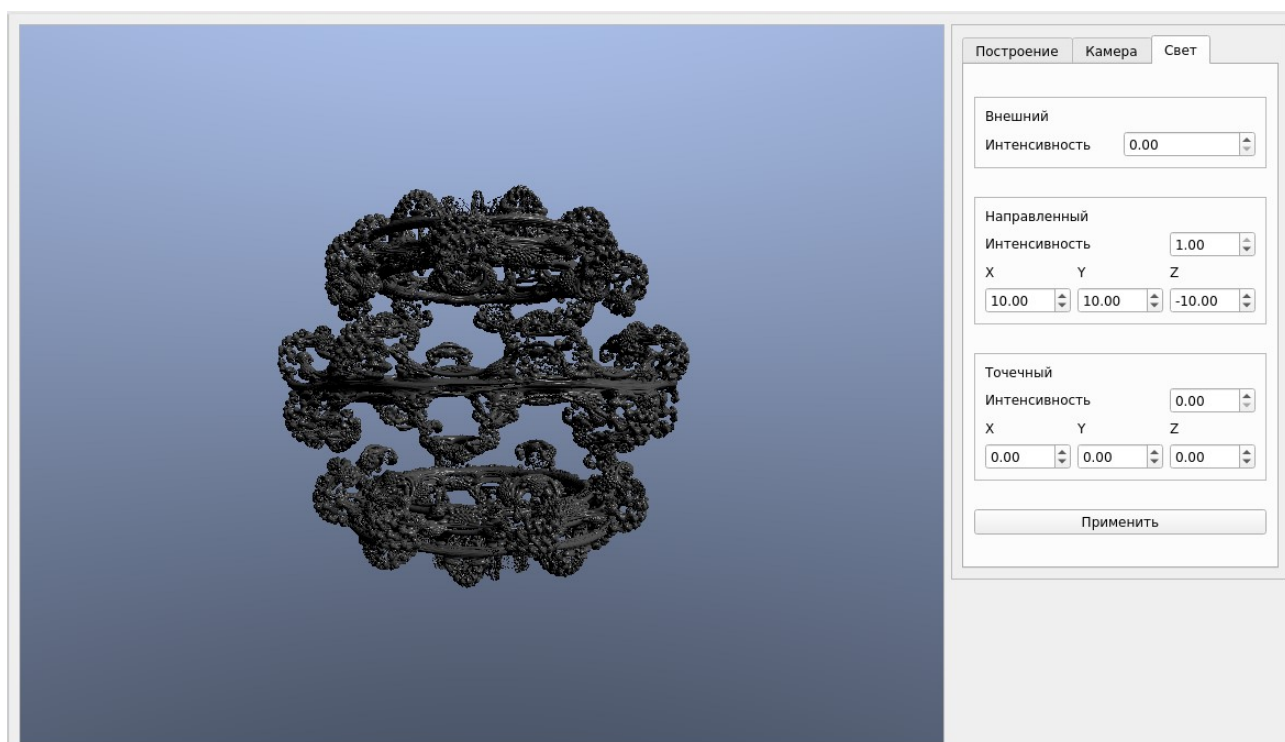 Построение Камера Свет
Внешний
Интенсивность 0.00
Направленный
Интенсивность 1.00
X Y Z
10.00 10.00 -10.00
Точечный
Интенсивность 0.00
X Y Z
0.00 0.00 0.00
Применить